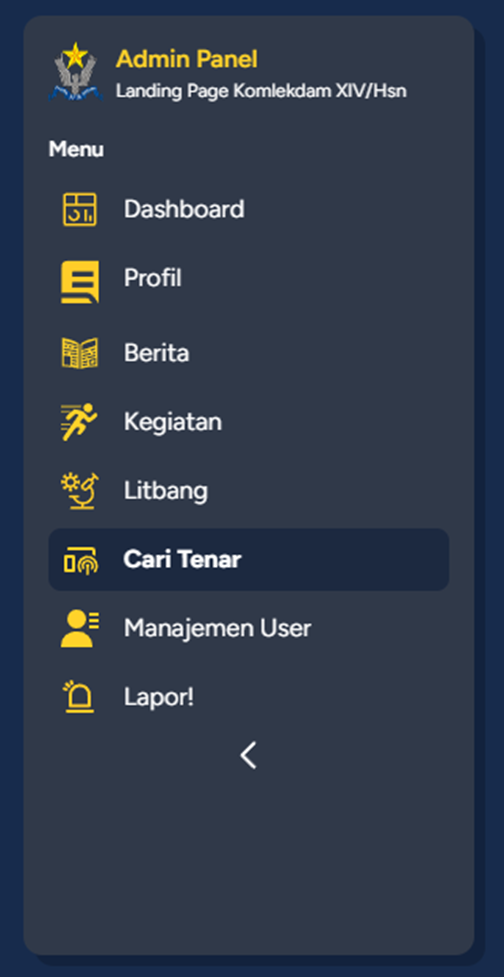 Admin Panel
Landing Page Komlekdam XIV/Hsn
Menu
Dashboard
Profil
Berita
Kegiatan
Litbang
Cari Tenar
Manajemen User
Lapor!